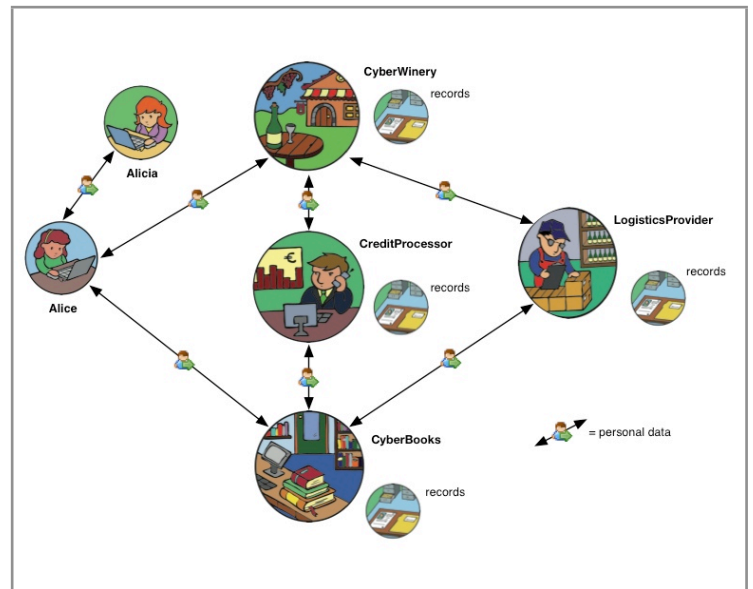 CyberWinery
records
Alicia
LogisticsProvider
CreditProcessor
€
records
records
Alice
CyberBooks
= personal data
records